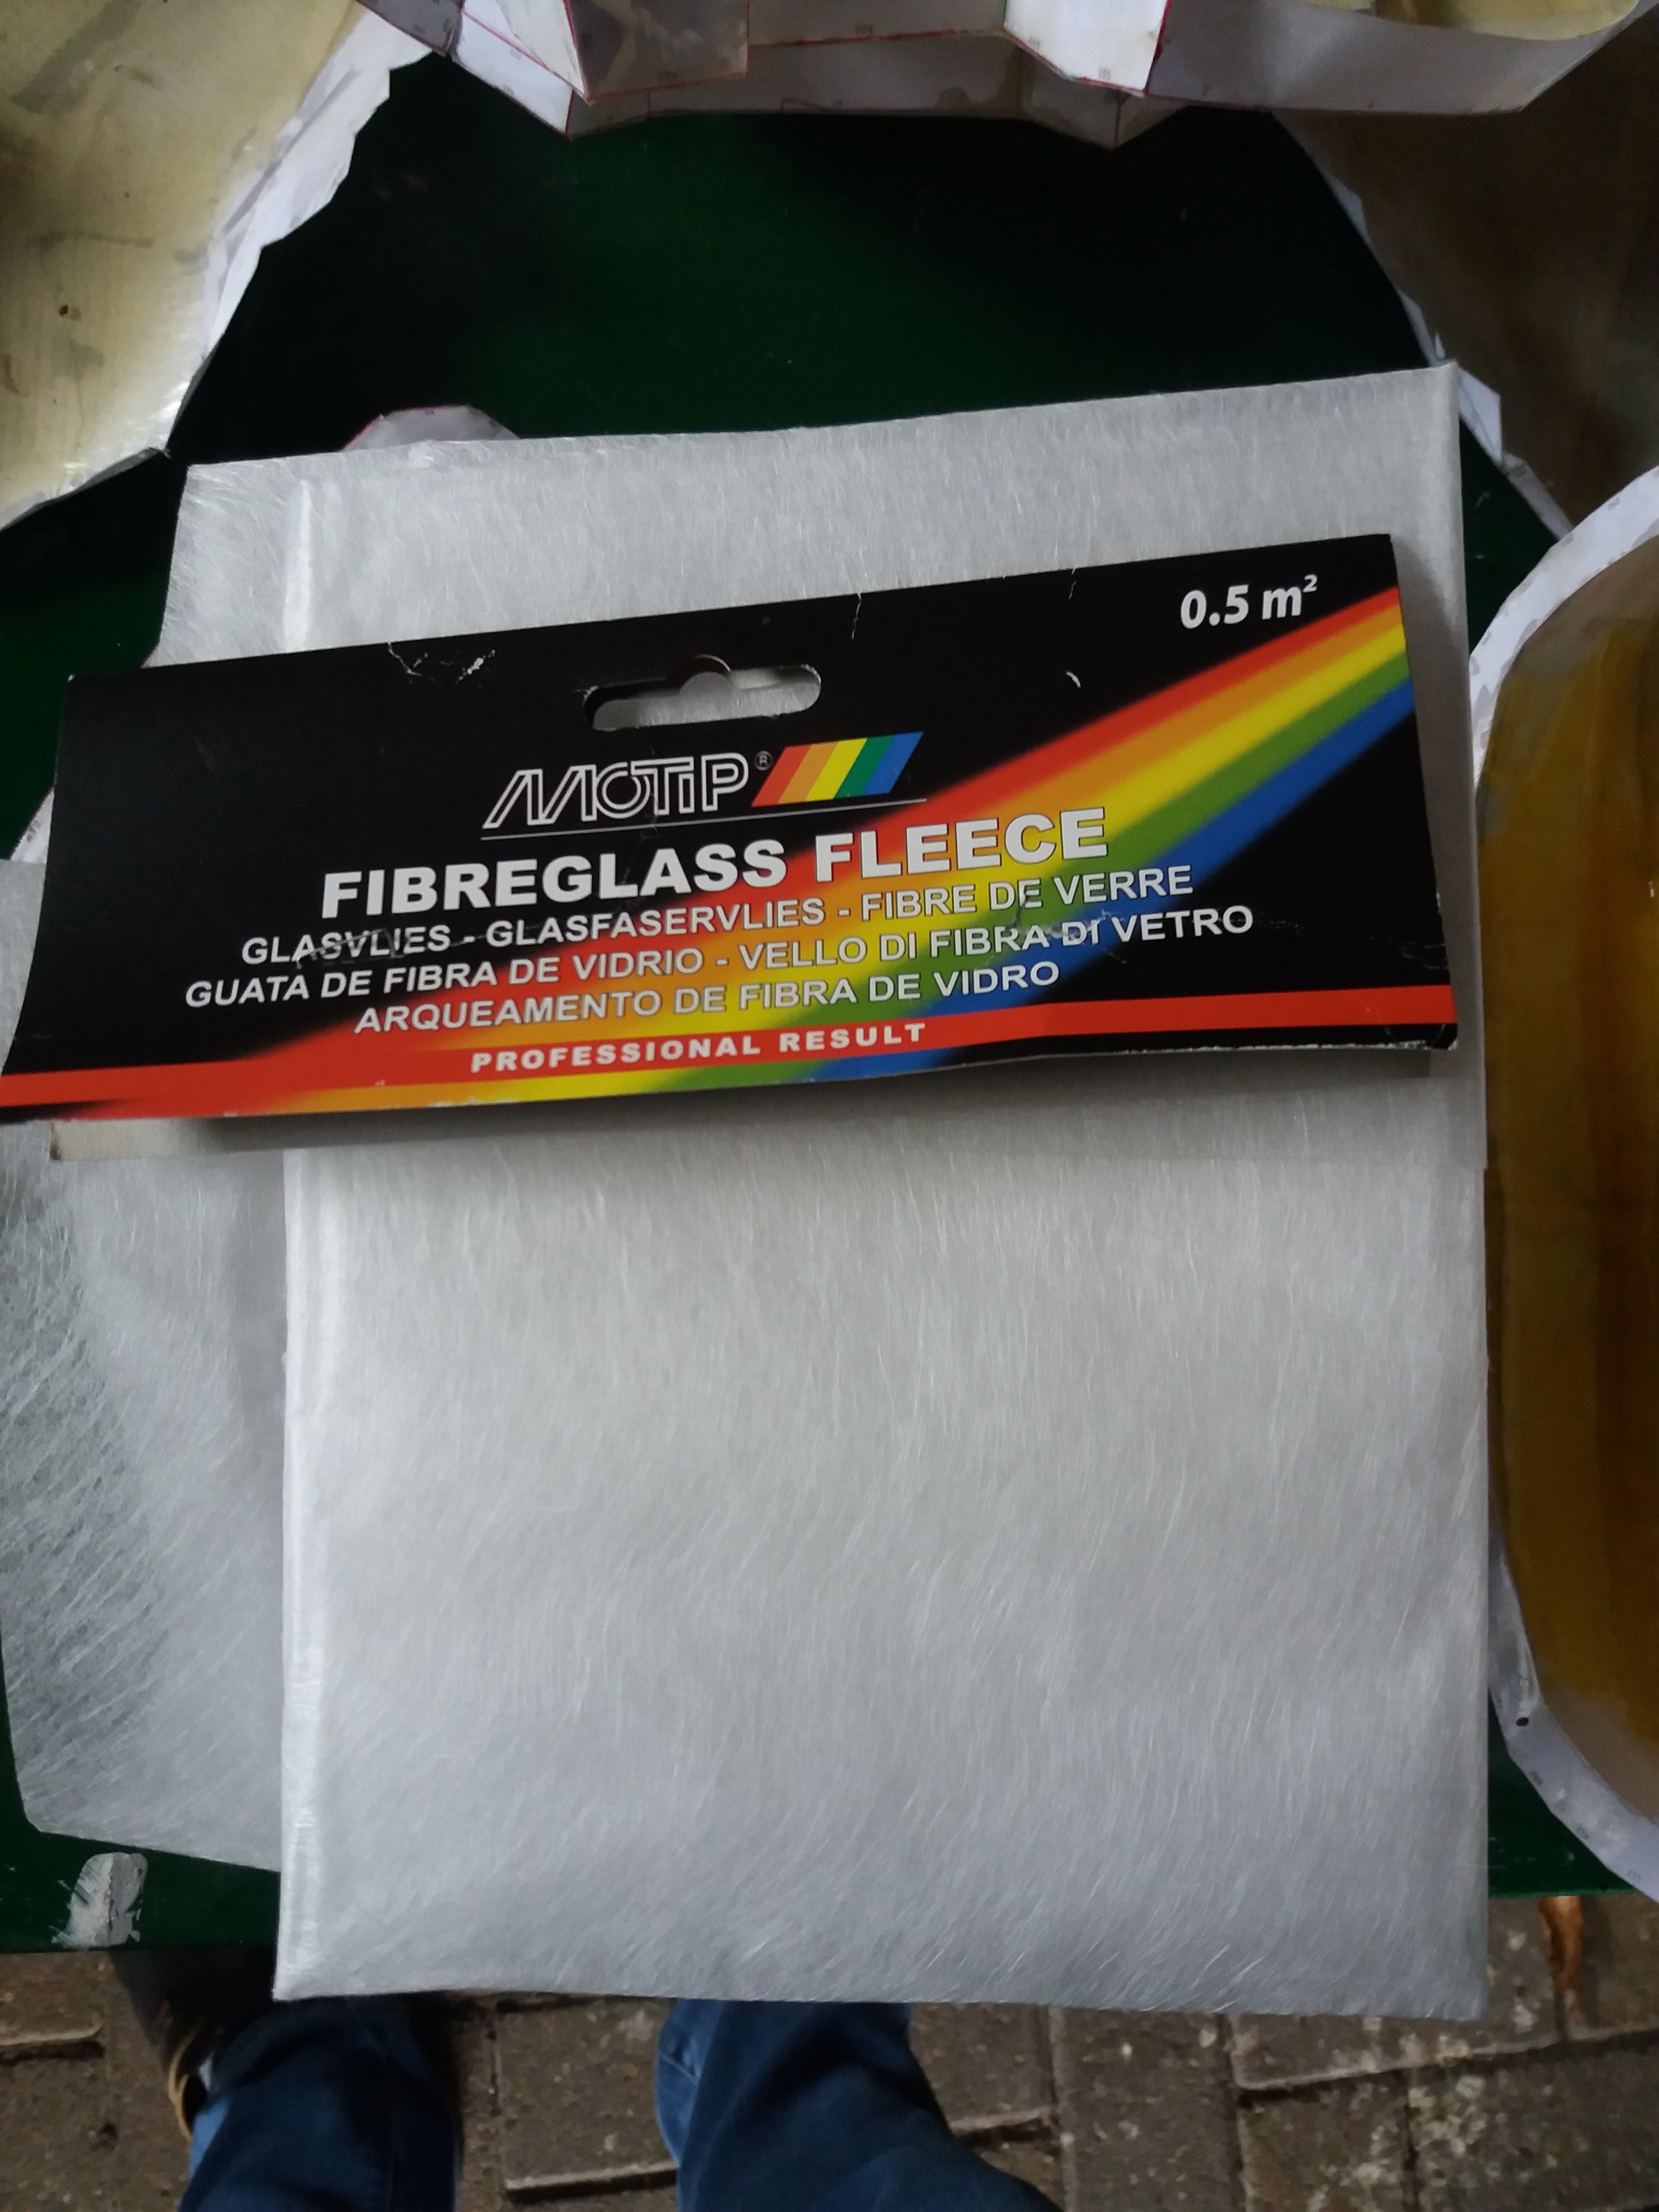 0.5 m²
MOTIP®
FIBREGLASS FLEECE
GLASVLIES - GLASFASERVLIES - FIBRE DE VERRE
GUATA DE FIBRA DE VIDRIO - VELLO DI FIBRA DI VETRO
ARQUEAMENTO DE FIBRA DE VIDRO
PROFESSIONAL RESULT